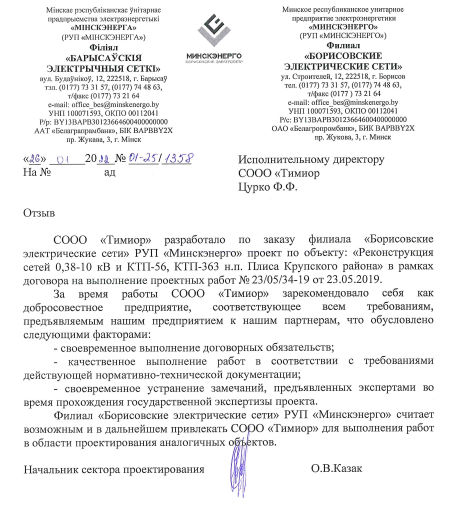 Мінскае рэспубліканскае ўнітарнае
прадпрыемства электраэнергетыкі
«МІНСКЭНЕРГА»
(РУП «МІНСКЭНЕРГА»)
Філіял
«БАРЫСАЎСКІЯ
ЭЛЕКТРЫЧНЫЯ СЕТКІ»
вул. Будаўнікоў, 12, 222518, г. Барысаў
тэл. (0177) 73 31 57, (0177) 74 48 63,
т/факс (0177) 73 21 64
e-mail: office_bes@minskenergo.by
УНП 100071593, ОКПО 00112041
Р/р: BY13BAPB30123664600400000000
ААТ «Белаграпромбанк», БІК BAPBBY2X
пр. Жукава, 3, г. Мінск
МИНСКЭНЕРГО
Минское республиканское унитарное
предприятие электроэнергетики
«МИНСКЭНЕРГО»
(РУП «МИНСКЭНЕРГО»)
Филиал
«БОРИСОВСКИЕ
ЭЛЕКТРИЧЕСКИЕ СЕТИ»
ул. Строителей, 12, 222518, г. Борисов
тел. (0177) 73 31 57, (0177) 74 48 63,
т/факс (0177) 73 21 64
e-mail: office_bes@minskenergo.by
УНП 100071593, ОКПО 00112041
Р/с: BY13BAPB30123664600400000000
ОАО «Белагропромбанк», БИК BAPBBY2X
пр. Жукова, 3, г. Минск
«26» 01 2022 № 01-25/1358
На № ад
Исполнительному директору
СООО «Тимиор
Цурко Ф.Ф.
Отзыв
СООО «Тимиор» разработало по заказу филиала «Борисовские
электрические сети» РУП «Минскэнерго» проект по объекту: «Реконструкция
сетей 0,38-10 кВ и КТП-56, КТП-363 н.п. Плиса Крупского района» в рамках
договора на выполнение проектных работ № 23/05/34-19 от 23.05.2019.
За время работы СООО «Тимиор» зарекомендовало себя как
добросовестное предприятие, соответствующее всем требованиям,
предъявляемым нашим предприятием к нашим партнерам, что обусловлено
следующими факторами:
- своевременное выполнение договорных обязательств;
- качественное выполнение работ в соответствии с требованиями
действующей нормативно-технической документации;
- своевременное устранение замечаний, предъявленных экспертами во
время прохождения государственной экспертизы проекта.
Филиал «Борисовские электрические сети» РУП «Минскэнерго» считает
возможным и в дальнейшем привлекать СООО «Тимиор» для выполнения работ
в области проектирования аналогичных объектов.
Начальник сектора проектирования О.В.Казак